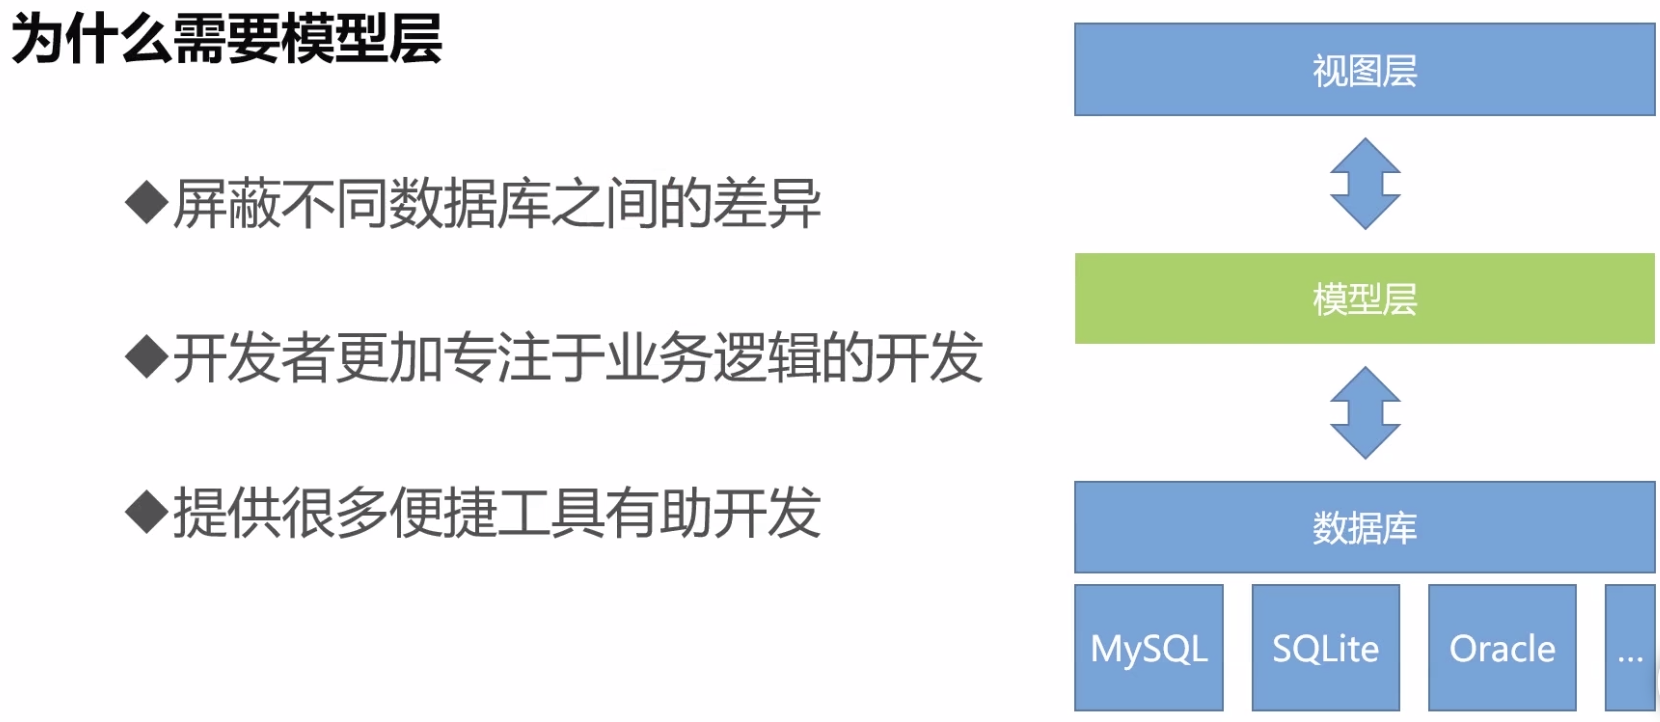 为什么需要模型层
◆屏蔽不同数据库之间的差异
◆开发者更加专注于业务逻辑的开发
◆提供很多便捷工具有助开发
视图层
模型层
数据库
MySQL
SQLite
Oracle
...